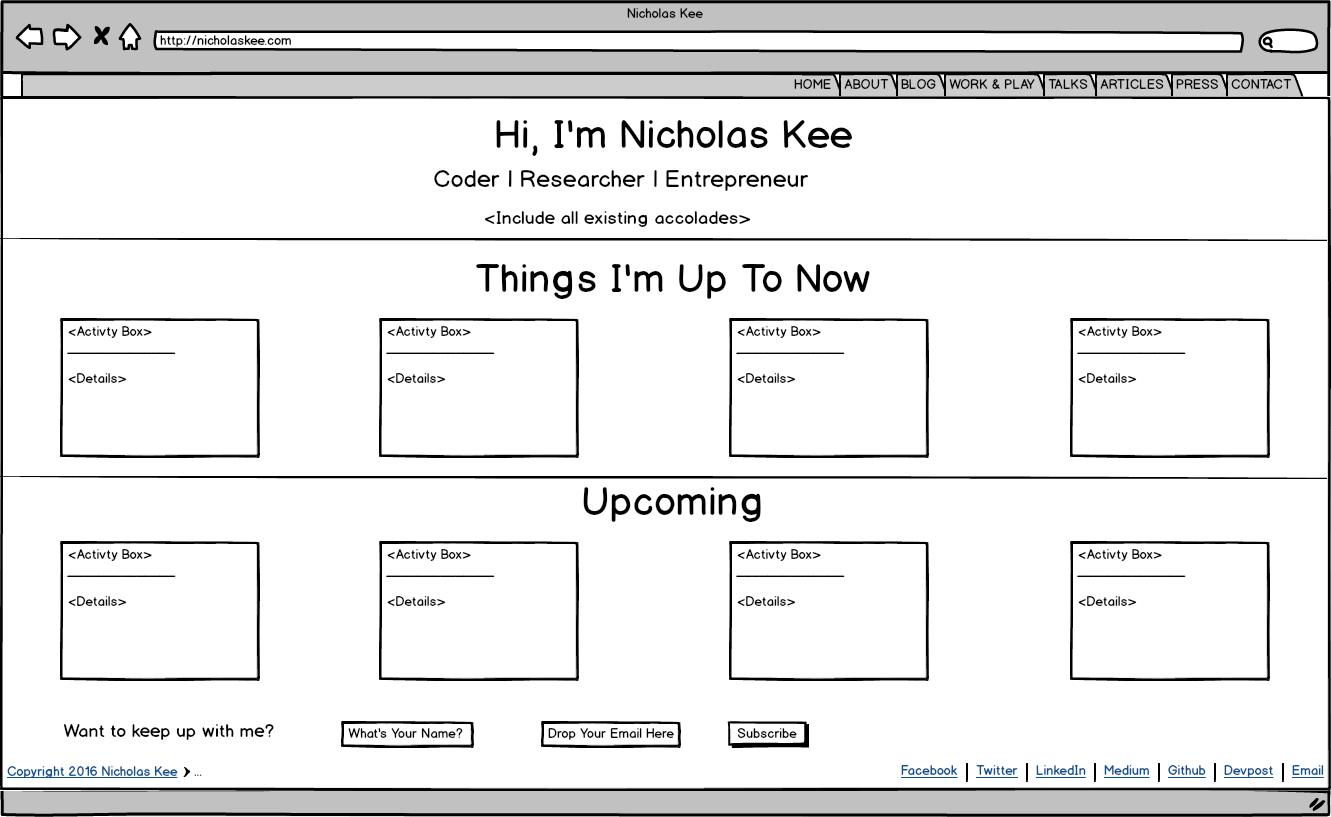 Nicholas Kee
http://nicholaskee.com
HOME ABOUT BLOG WORK & PLAY TALKS ARTICLES PRESS CONTACT
Hi, I'm Nicholas Kee
Coder | Researcher | Entrepreneur
<Include all existing accolades>
Things I'm Up To Now
<Activty Box> <Activty Box> <Activty Box> <Activty Box>
<Details> <Details> <Details> <Details>
Upcoming
<Activty Box> <Activty Box> <Activty Box> <Activty Box>
<Details> <Details> <Details> <Details>
Want to keep up with me? What's Your Name? Drop Your Email Here Subscribe
Copyright 2016 Nicholas Kee ❯ ... Facebook | Twitter | LinkedIn | Medium | Github | Devpost | Email